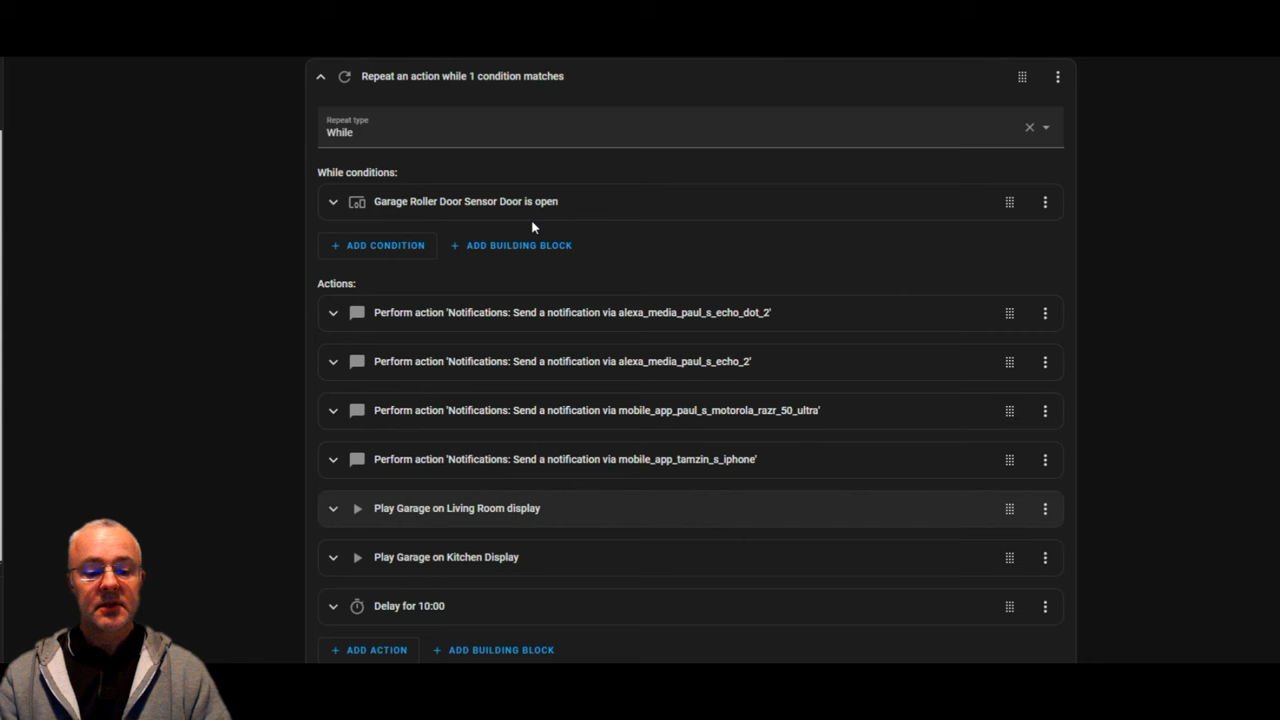 Repeat an action while 1 condition matches
Repeat type
While
While conditions:
Garage Roller Door Sensor Door is open
+ ADD CONDITION + ADD BUILDING BLOCK
Actions:
Perform action 'Notifications: Send a notification via alexa_media_paul_s_echo_dot_2'
Perform action 'Notifications: Send a notification via alexa_media_paul_s_echo_2'
Perform action 'Notifications: Send a notification via mobile_app_paul_s_motorola_razr_50_ultra'
Perform action 'Notifications: Send a notification via mobile_app_tamzin_s_iphone'
Play Garage on Living Room display
Play Garage on Kitchen Display
Delay for 10:00
+ ADD ACTION + ADD BUILDING BLOCK